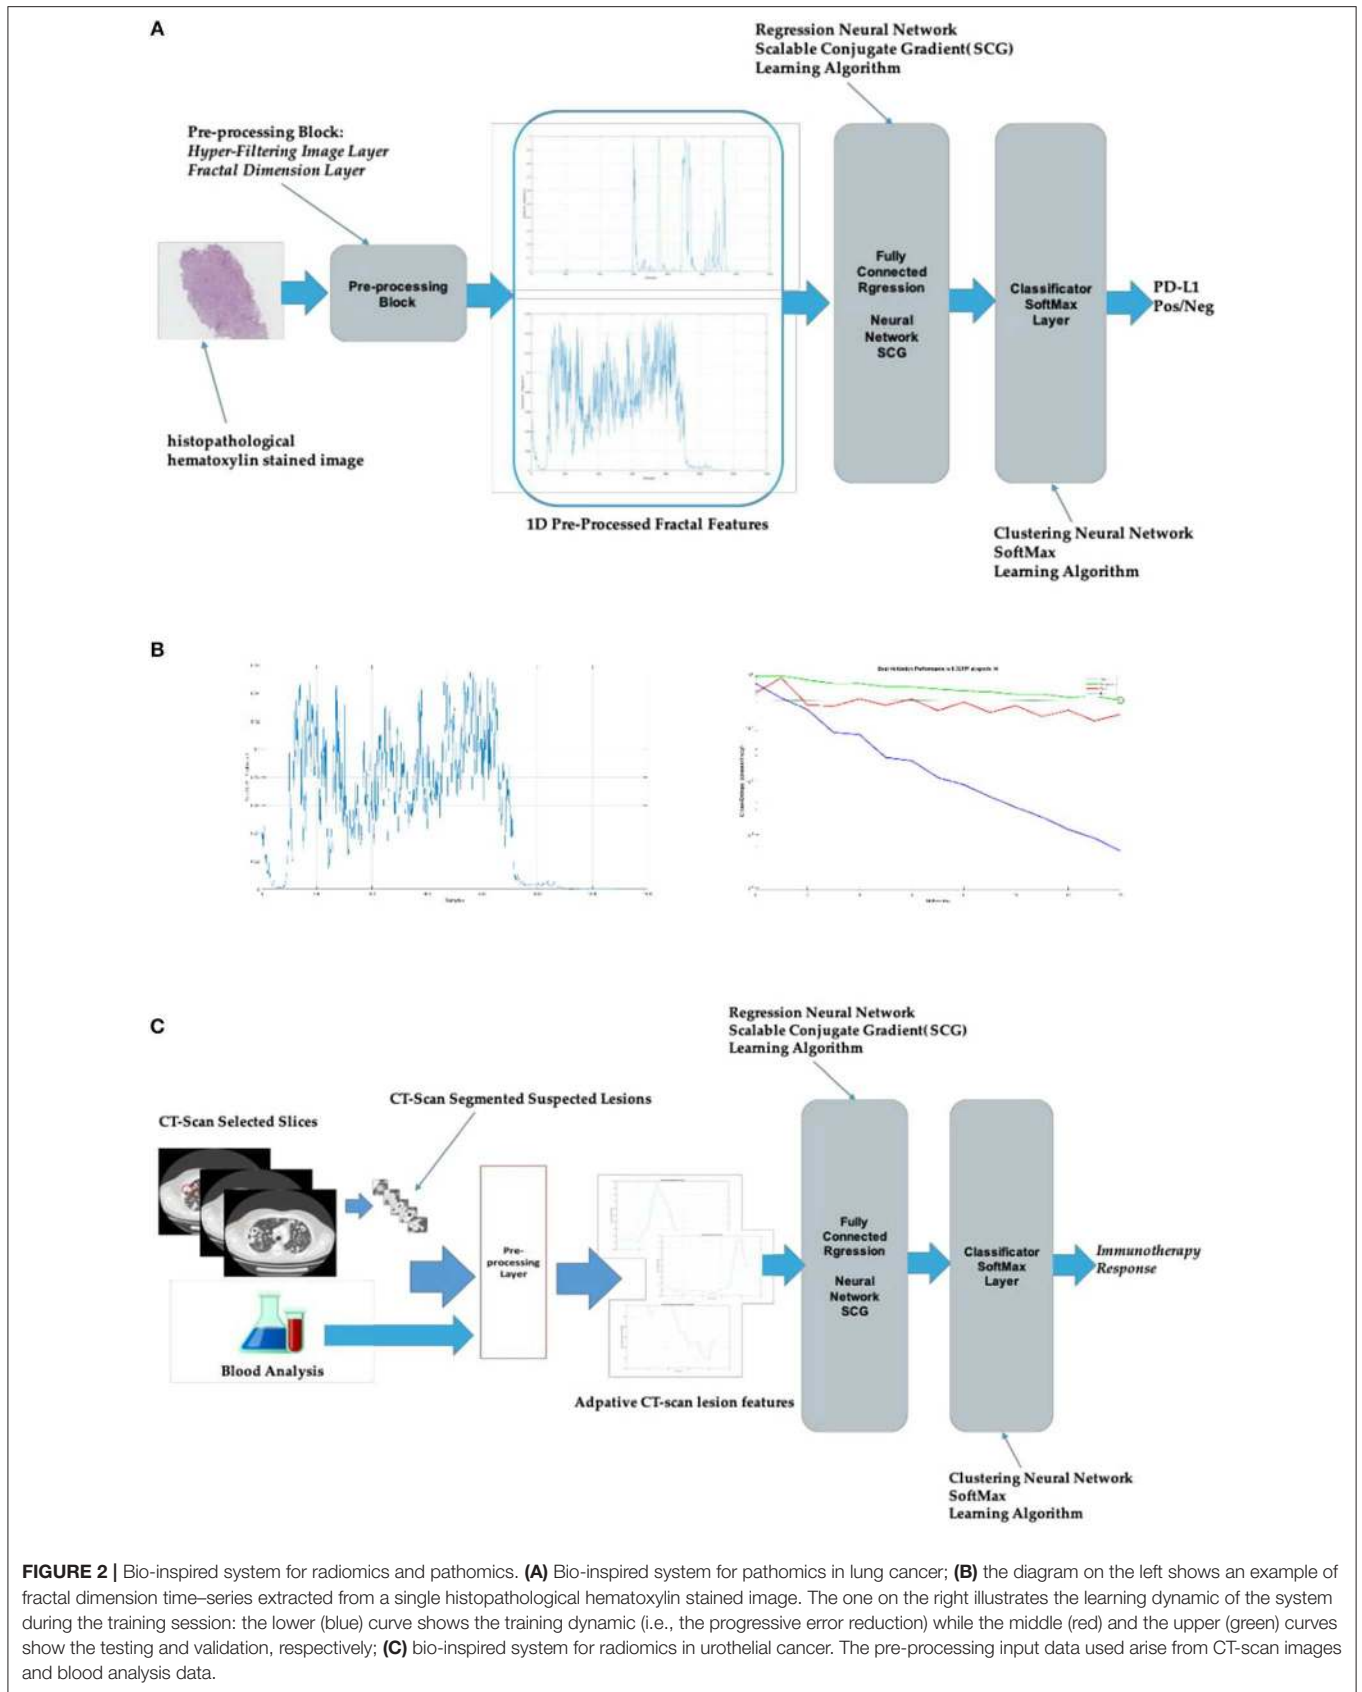 A
Regression Neural Network
Scalable Conjugate Gradient(SCG)
Learning Algorithm
Pre-processing Block:
Hyper-Filtering Image Layer
Fractal Dimension Layer
Pre-processing
Block
Fully
Connected
Rgression
Neural
Network
SCG
Classificator
SoftMax
Layer
PD-L1
Pos/Neg
histopathological
hematoxylin stained image
1D Pre-Processed Fractal Features
Clustering Neural Network
SoftMax
Learning Algorithm
B
C
Regression Neural Network
Scalable Conjugate Gradient(SCG)
Learning Algorithm
CT-Scan Segmented Suspected Lesions
CT-Scan Selected Slices
Pre-
processing
Layer
Fully
Connected
Rgression
Neural
Network
SCG
Classificator
SoftMax
Layer
Immunotherapy
Response
Blood Analysis
Adpative CT-scan lesion features
Clustering Neural Network
SoftMax
Learning Algorithm
FIGURE 2 | Bio-inspired system for radiomics and pathomics. (A) Bio-inspired system for pathomics in lung cancer; (B) the diagram on the left shows an example of
fractal dimension time–series extracted from a single histopathological hematoxylin stained image. The one on the right illustrates the learning dynamic of the system
during the training session: the lower (blue) curve shows the training dynamic (i.e., the progressive error reduction) while the middle (red) and the upper (green) curves
show the testing and validation, respectively; (C) bio-inspired system for radiomics in urothelial cancer. The pre-processing input data used arise from CT-scan images
and blood analysis data.